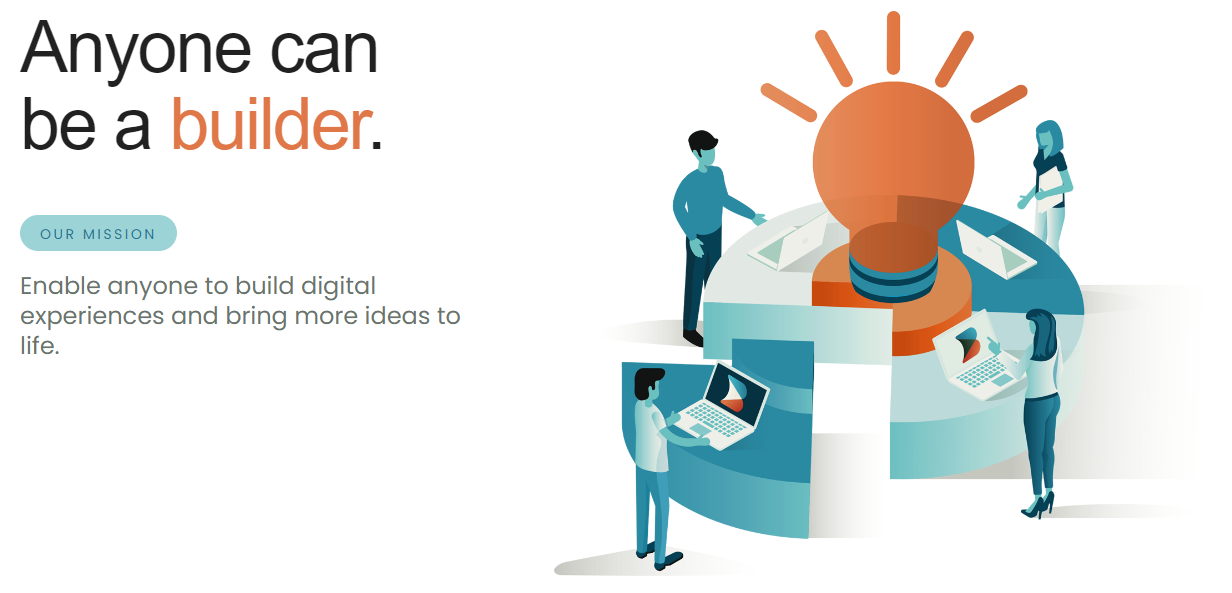 Anyone can
be a builder.
OUR MISSION
Enable anyone to build digital
experiences and bring more ideas to
life.